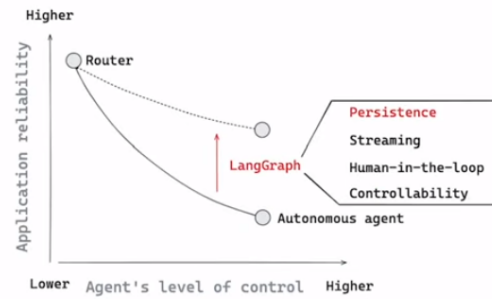 Higher
Router
Application reliability
Persistence
Streaming
LangGraph
Human-in-the-loop
Controllability
Autonomous agent
Lower
Agent's level of control
Higher